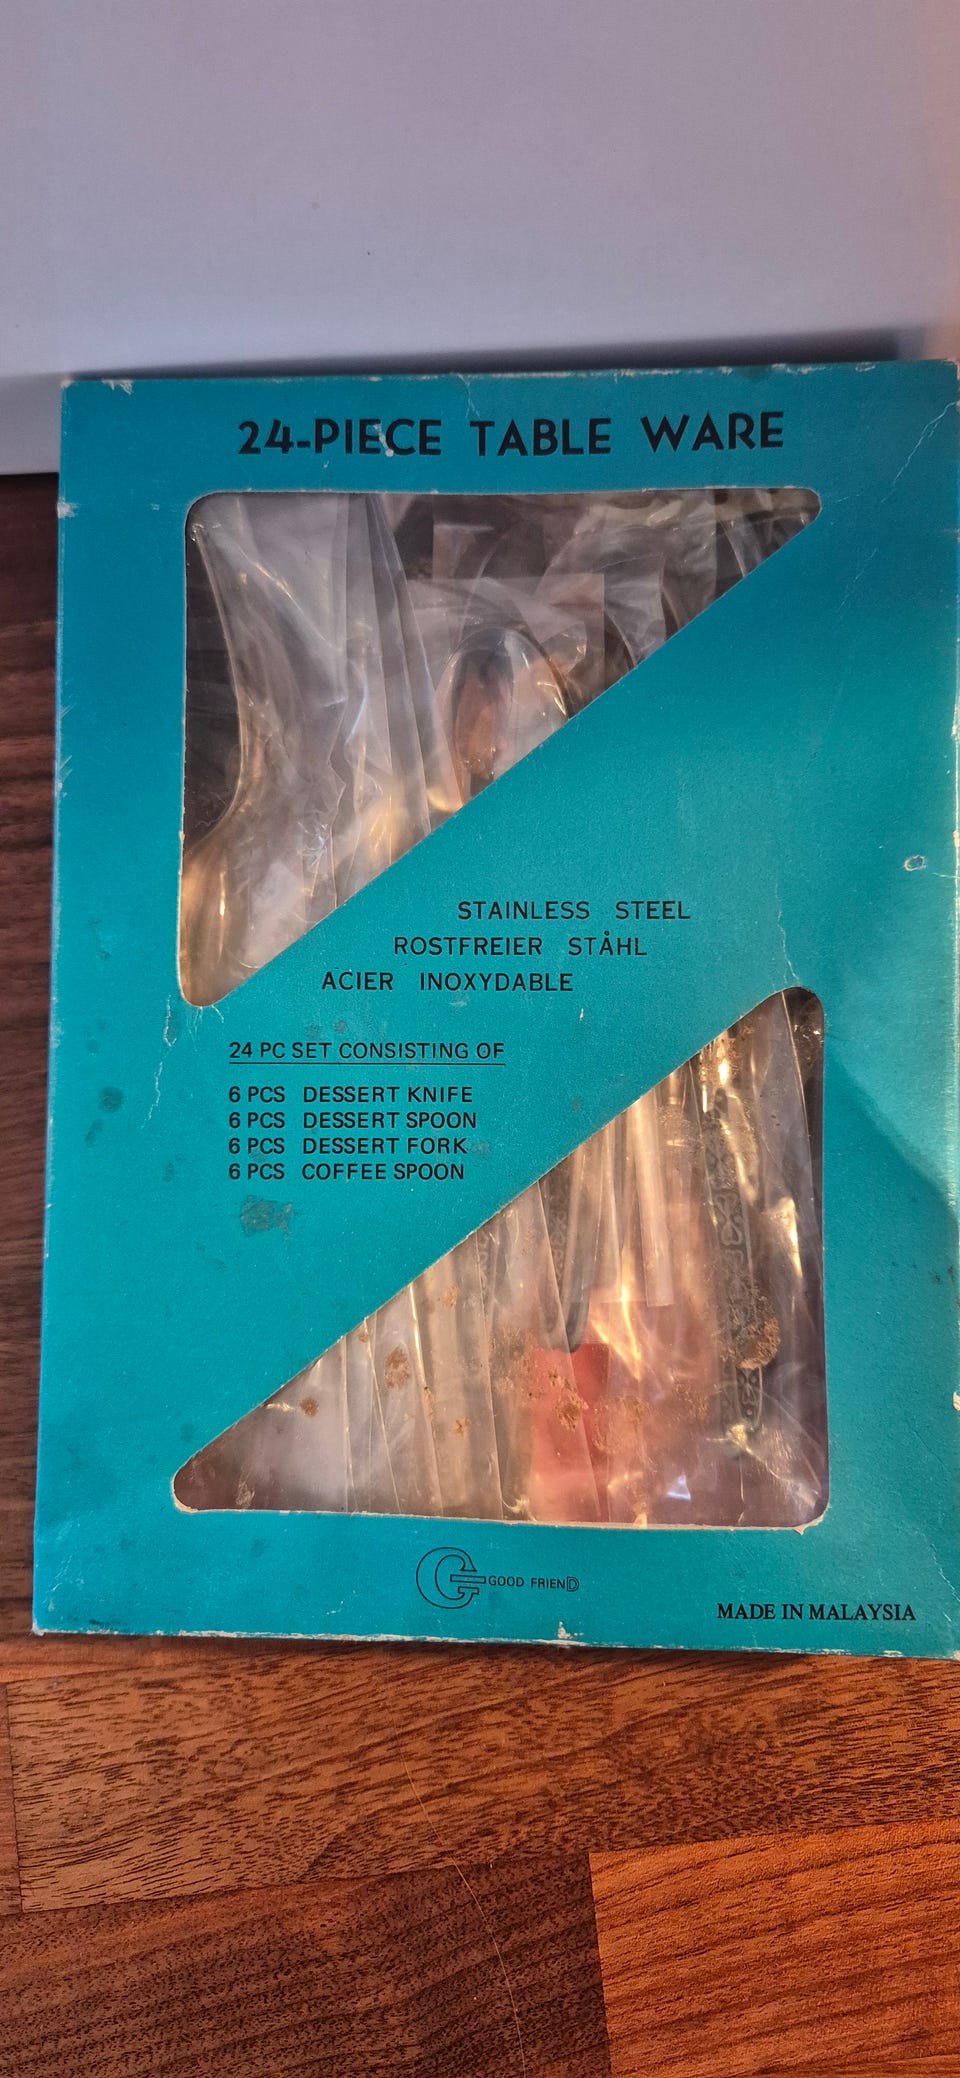 24-PIECE TABLE WARE
STAINLESS STEEL
ROSTFREIER STÅHL
ACIER INOXYDABLE
24 PC SET CONSISTING OF
6 PCS DESSERT KNIFE
6 PCS DESSERT SPOON
6 PCS DESSERT FORK
6 PCS COFFEE SPOON
G GOOD FRIEND
MADE IN MALAYSIA